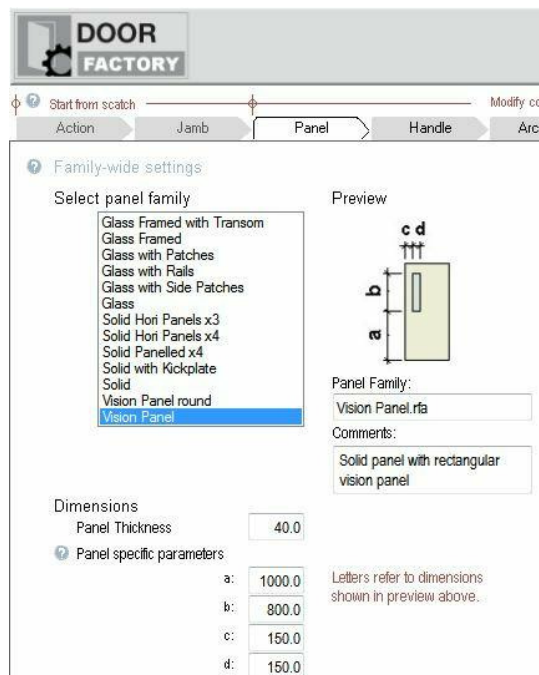 DOOR
FACTORY
Start from scatch
Modify co
Action
Jamb
Panel
Handle
Arc
Family-wide settings
Select panel family
Preview
Glass Framed with Transom
Glass Framed
Glass with Patches
Glass with Rails
Glass with Side Patches
Glass
Solid Hori Panels x3
Solid Hori Panels x4
Solid Panelled x4
Solid with Kickplate
Solid
Vision Panel round
Vision Panel
c d
b
a
Panel Family:
Vision Panel.rfa
Comments:
Solid panel with rectangular
vision panel
Dimensions
Panel Thickness 40.0
Panel specific parameters
a: 1000.0
b: 800.0
c: 150.0
d: 150.0
Letters refer to dimensions
shown in preview above.